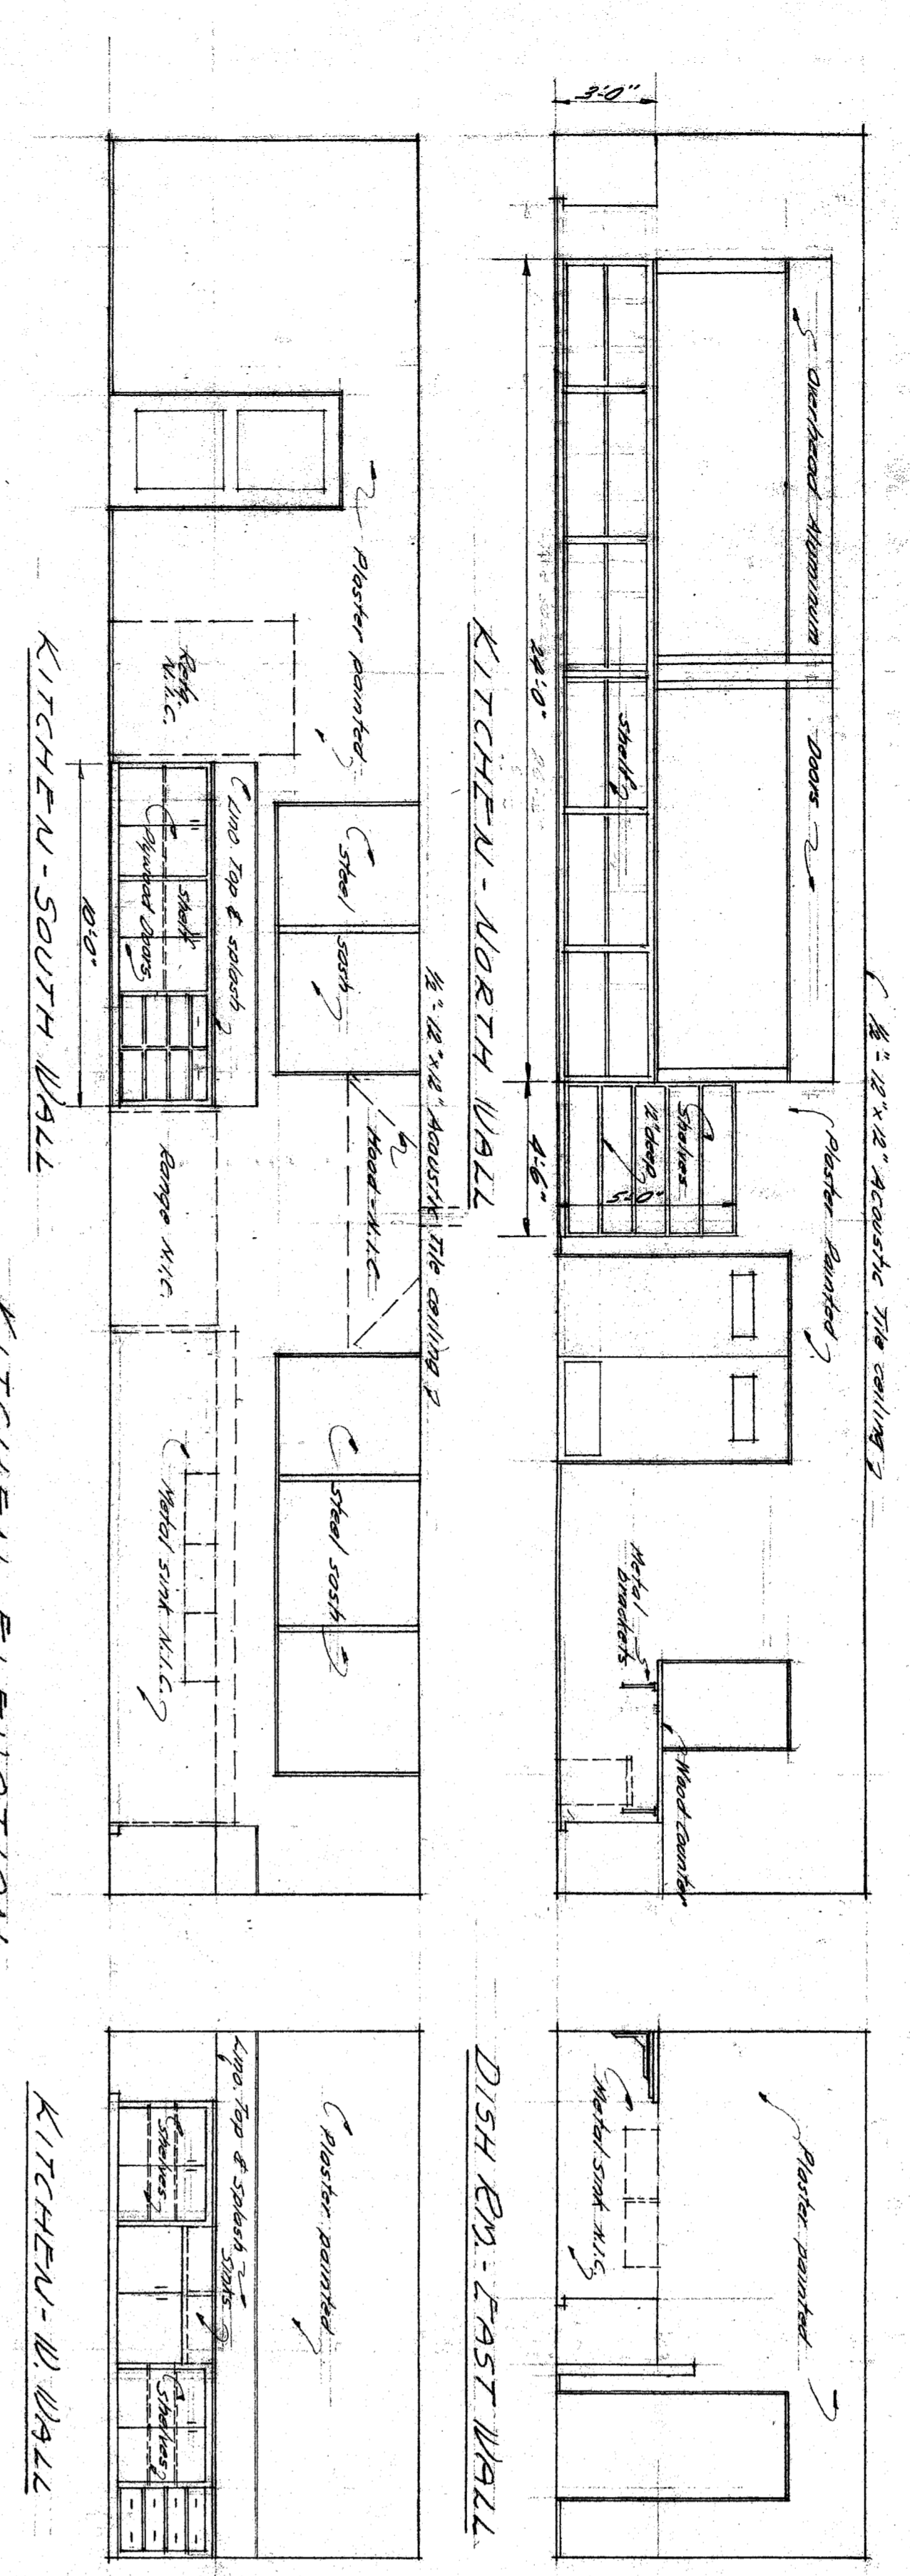 ½"-12"x12" Acoustic Tile ceiling
Overhead Aluminum Doors
3'-0"
Plaster Painted
Shelf
Shelves
12" deep
5'-0"
Metal
brackets
Wood Counter
24'-0"
4'-6"
KITCHEN - NORTH WALL
Plaster painted
Metal Sink N.I.C.
DISH RM. - EAST WALL
½"-12"x12" Acoustic Tile ceiling
Plaster painted
Steel sash
Hood - N.I.C.
Steel sash
Refg.
N.I.C.
Lino Top & splash
Shelf
Plywood Doors
Range N.I.C.
Metal sink N.I.C.
10'-0"
KITCHEN - SOUTH WALL
Plaster painted
Lino. Top & splash
Sinks
Shelves
Shelves
KITCHEN - W. WALL